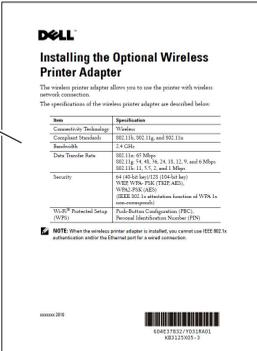 DELL
Installing the Optional Wireless
Printer Adapter
The wireless printer adapter allows you to use the printer with wireless
network connection.
The specifications of the wireless printer adapter are described below:
Item Specification
Connectivity Technology Wireless
Compliant Standards 802.11b, 802.11g, and 802.11n
Bandwidth 2.4 GHz
Data Transfer Rate 802.11n: 65 Mbps
802.11g: 54, 48, 36, 24, 18, 12, 9, and 6 Mbps
802.11b: 11, 5.5, 2, and 1 Mbps
Security 64 (40-bit key)/128 (104-bit key)
WEP, WPA- PSK (TKIP, AES),
WPA2-PSK (AES)
(IEEE 802.1x attestation function of WPA 1x
non-corresponds)
Wi-Fi® Protected Setup Push-Button Configuration (PBC),
(WPS) Personal Identification Number (PIN)
NOTE: When the wireless printer adapter is installed, you cannot use IEEE 802.1x
authentication and/or the Ethernet port for a wired connection.
xxxxxxx 2010
604E37832/Y031RA01
KB3125X05-3